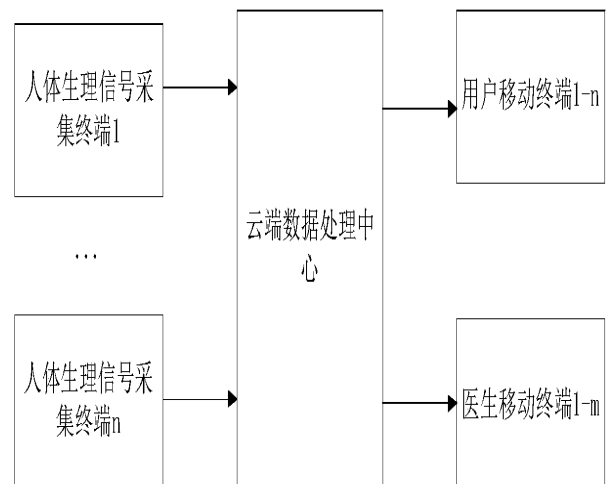 人体生理信号采
集终端1
...
人体生理信号采
集终端n
云端数据处理中
心
用户移动终端1-n
医生移动终端1-m